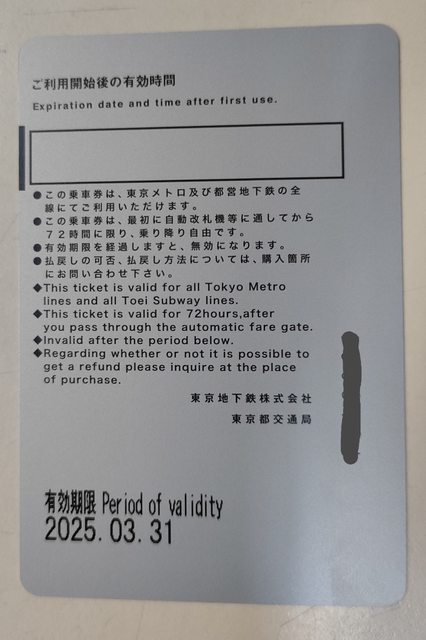 ご利用開始後の有効時間
Expiration date and time after first use.
●この乗車券は、東京メトロ及び都営地下鉄の全
線にてご利用いただけます。
●この乗車券は、最初に自動改札機等に通してから
７２時間に限り、乗り降り自由です。
●有効期限を経過しますと、無効になります。
●払戻しの可否、払戻し方法については、購入箇所
にお問い合わせ下さい。
◆This ticket is valid for all Tokyo Metro
lines and all Toei Subway lines.
◆This ticket is valid for 72hours,after
you pass through the automatic fare gate.
◆Invalid after the period below.
◆Regarding whether or not it is possible to
get a refund please inquire at the place
of purchase.
東京地下鉄株式会社
東京都交通局
有効期限 Period of validity
2025.03.31